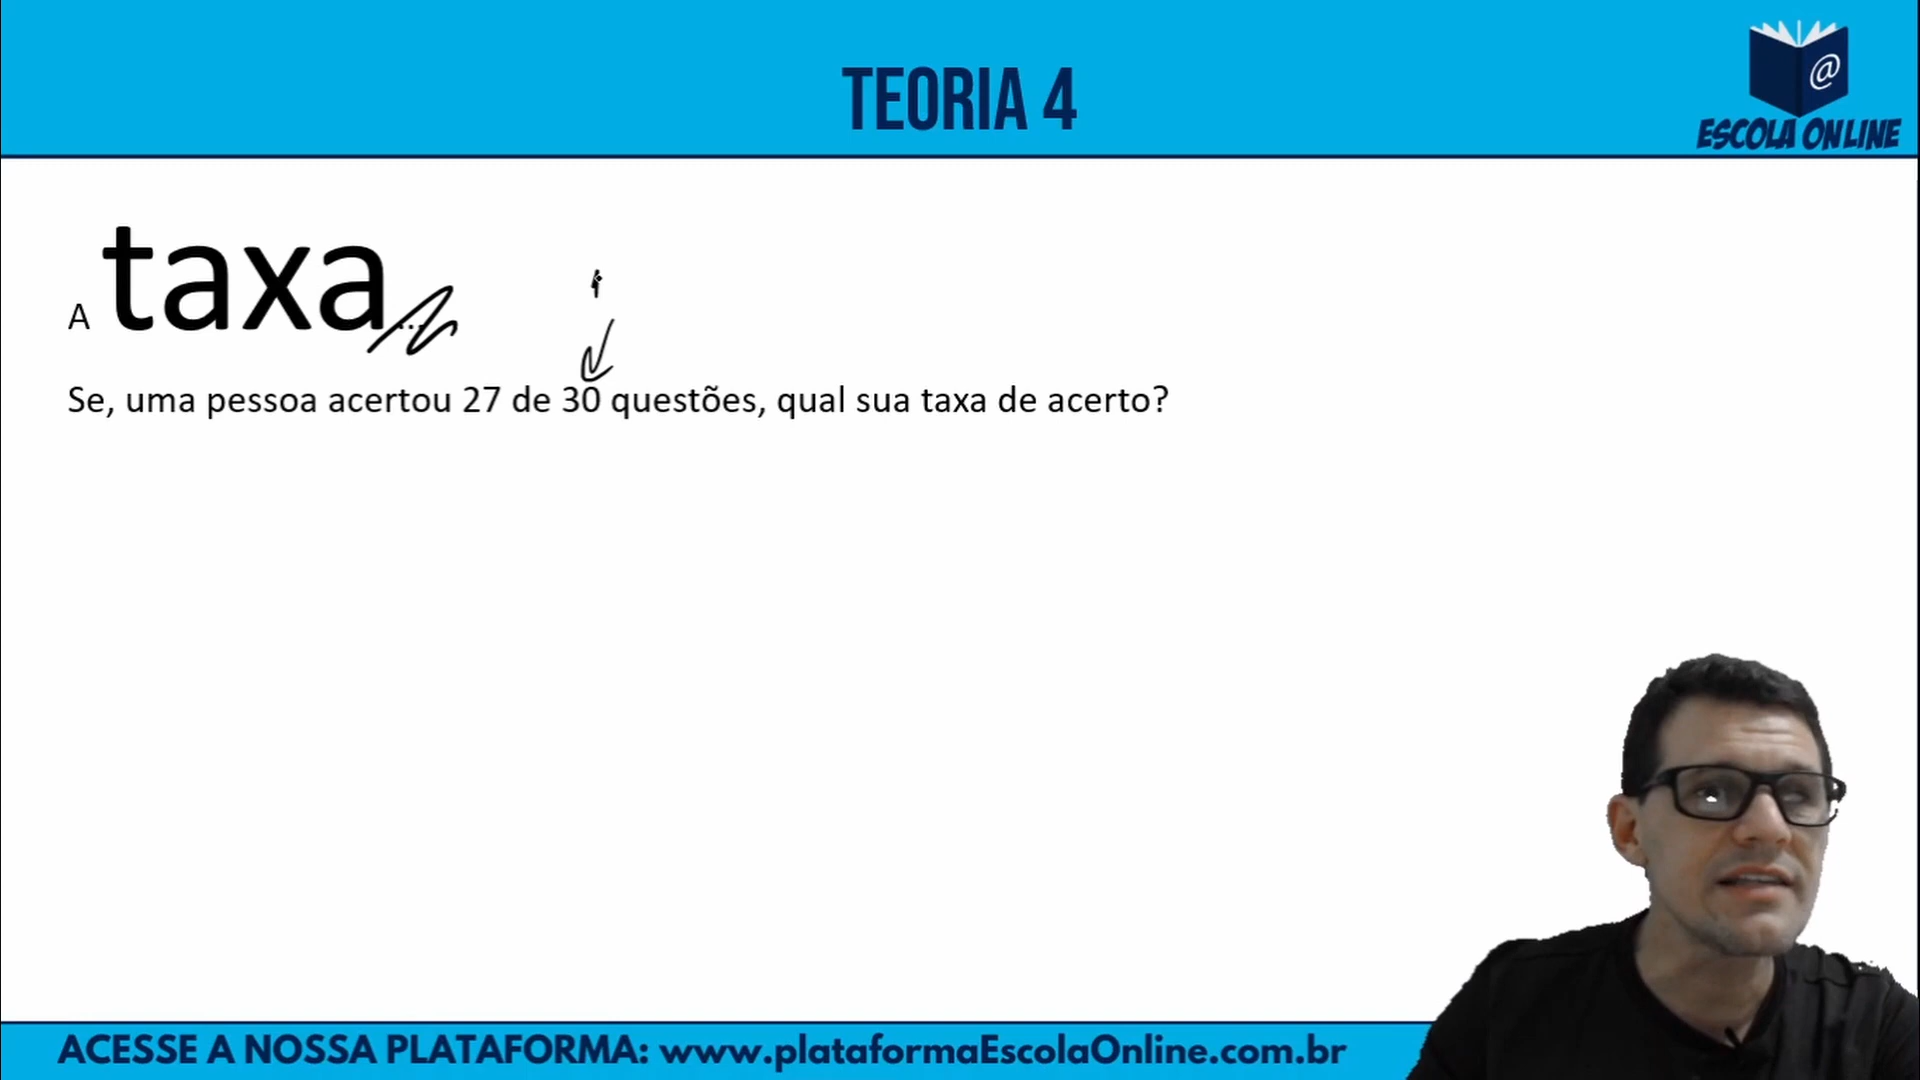 TEORIA 4
@
ESCOLA ONLINE
A taxa...
Se, uma pessoa acertou 27 de 30 questões, qual sua taxa de acerto?
ACESSE A NOSSA PLATAFORMA: www.plataformaEscolaOnline.com.br